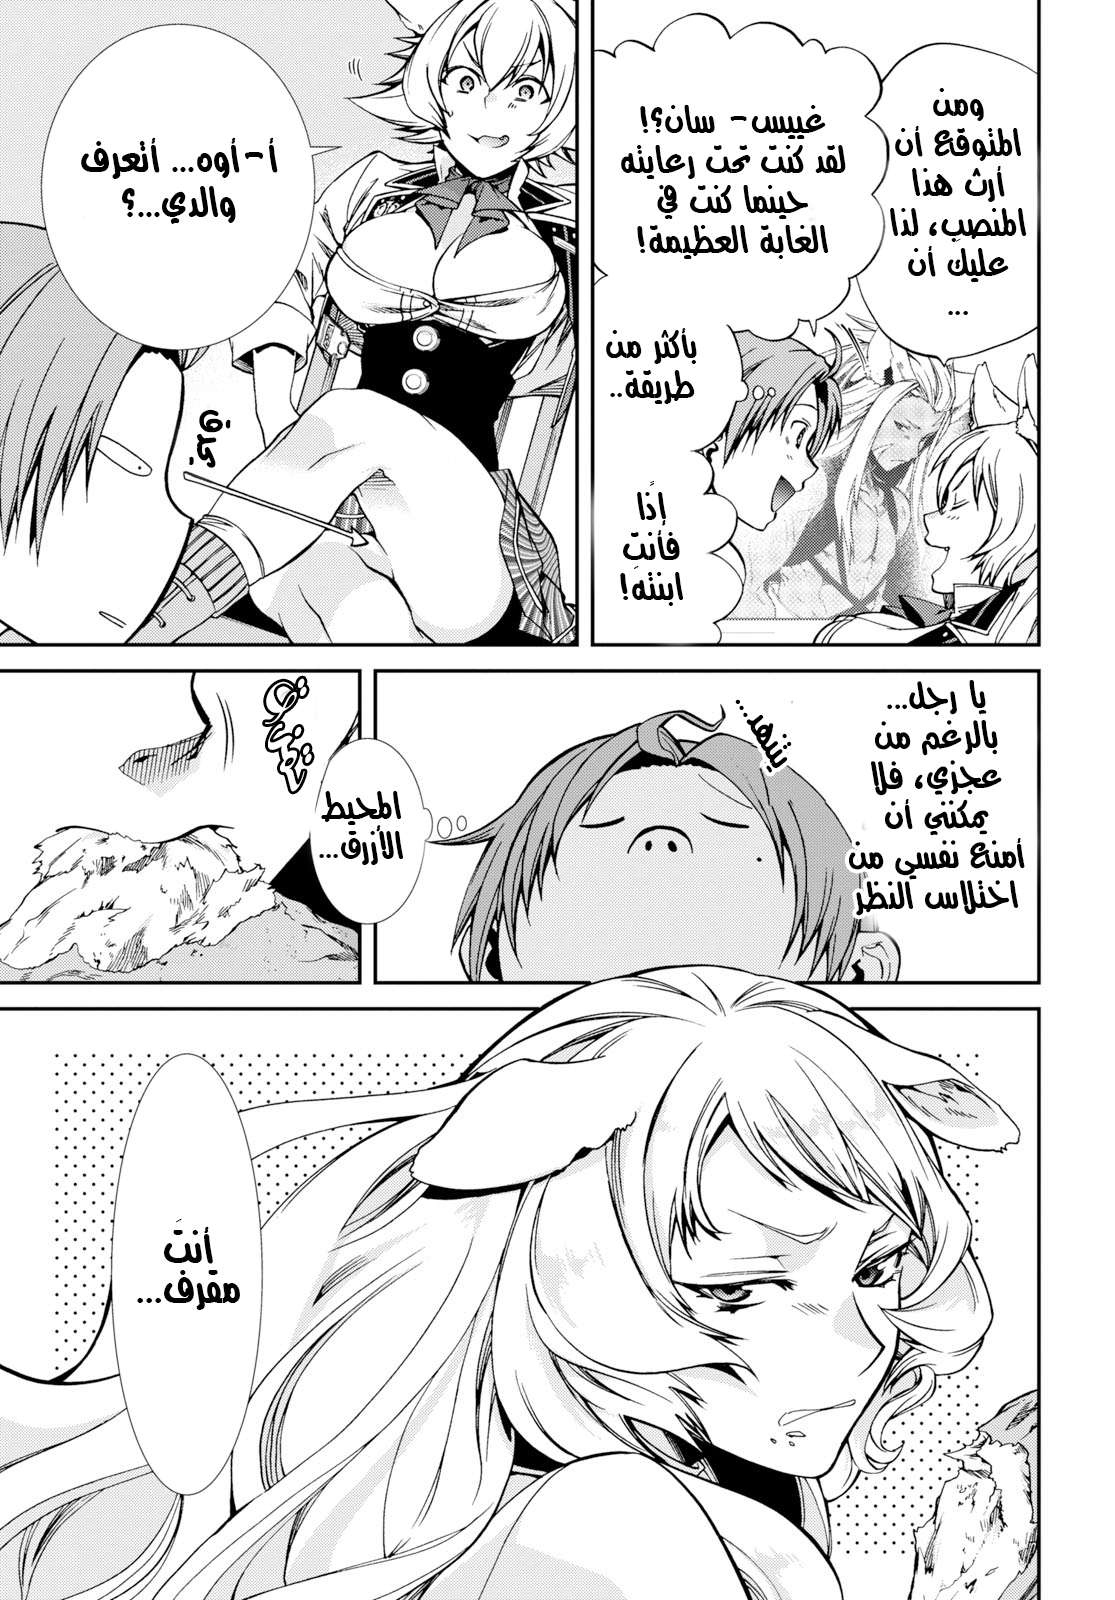 ومن
المتوقع أن
أرث هذا
المنصب، لذا
عليكَ أن
...
غييس- سان؟!
لقد كنت تحت رعايته
حينما كنت في
الغابة العظيمة!
بأكثر من
طريقة..
إذًا
فأنتِ
ابنته!
أ-أوه... أتعرف
والدي...؟
يا رجل...
بالرغم من
عجزي، فلا
يمكنني أن
أمنع نفسي من
اختلاس النظر
يتنهد...
المحيط
الأزرق...
أنتَ
مقرف...